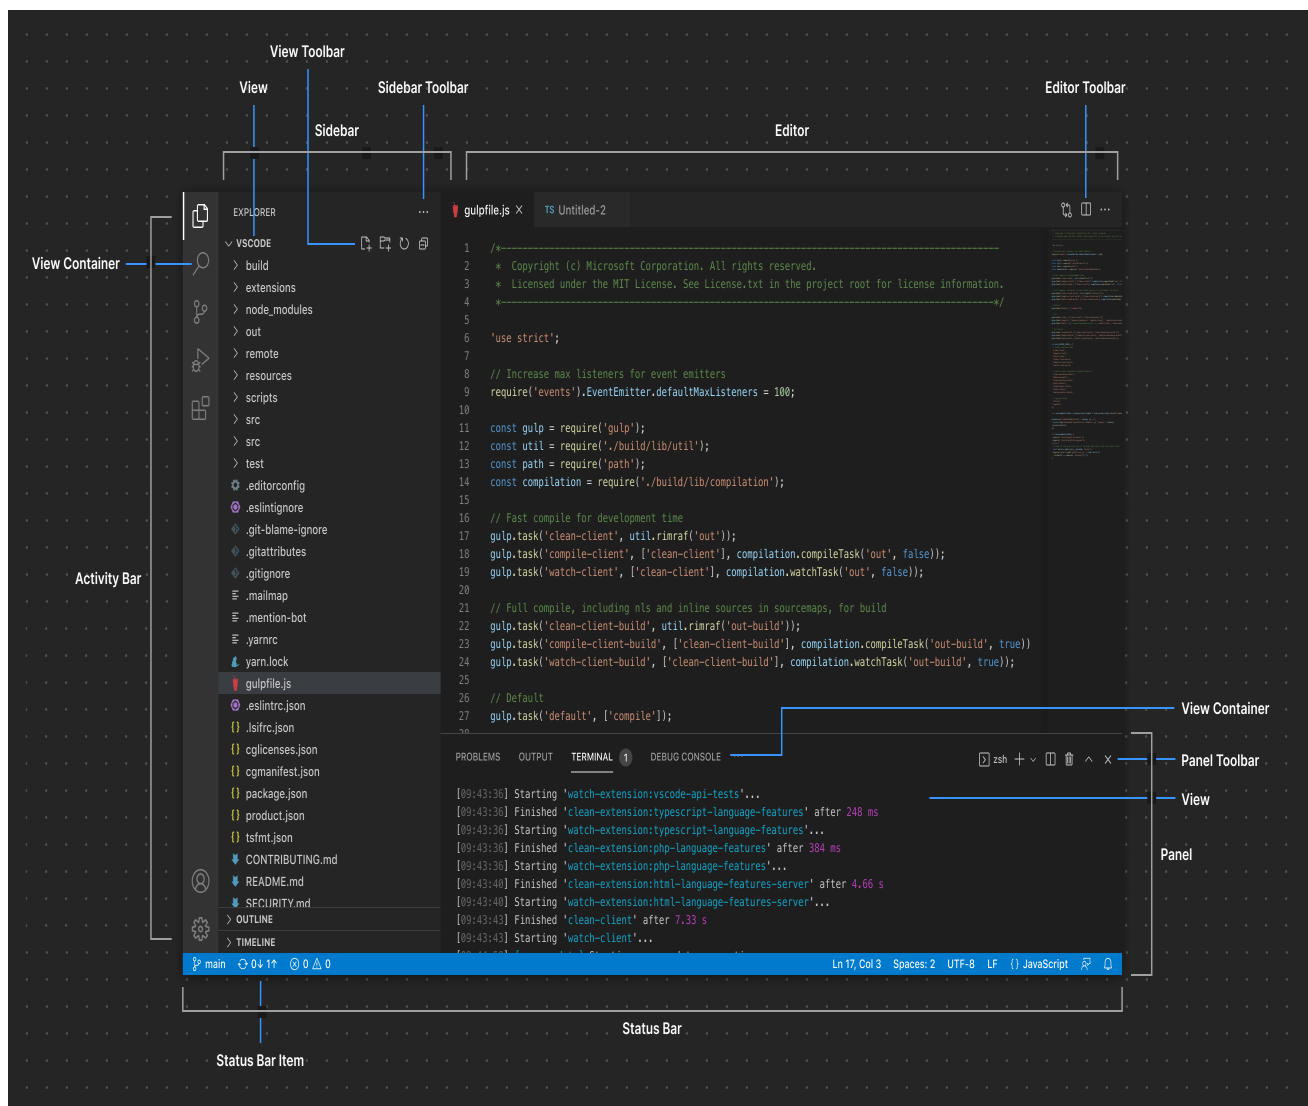 View Toolbar
View
Sidebar Toolbar
Editor Toolbar
Sidebar
Editor
View Container
Activity Bar
EXPLORER
VSCODE
build
extensions
node_modules
out
remote
resources
scripts
src
src
test
.editorconfig
.eslintignore
.git-blame-ignore
.gitattributes
.gitignore
.mailmap
.mention-bot
.yarnrc
yarn.lock
gulpfile.js
.eslintrc.json
.lsifrc.json
cglicenses.json
cgmanifest.json
package.json
product.json
tsfmt.json
CONTRIBUTING.md
README.md
SECURITY.md
OUTLINE
TIMELINE
gulpfile.js TS Untitled-2
1 /*---------------------------------------------------------------------------------------------
2 * Copyright (c) Microsoft Corporation. All rights reserved.
3 * Licensed under the MIT License. See License.txt in the project root for license information.
4 *--------------------------------------------------------------------------------------------*/
5
6 'use strict';
7
8 // Increase max listeners for event emitters
9 require('events').EventEmitter.defaultMaxListeners = 100;
10
11 const gulp = require('gulp');
12 const util = require('./build/lib/util');
13 const path = require('path');
14 const compilation = require('./build/lib/compilation');
15
16 // Fast compile for development time
17 gulp.task('clean-client', util.rimraf('out'));
18 gulp.task('compile-client', ['clean-client'], compilation.compileTask('out', false));
19 gulp.task('watch-client', ['clean-client'], compilation.watchTask('out', false));
20
21 // Full compile, including nls and inline sources in sourcemaps, for build
22 gulp.task('clean-client-build', util.rimraf('out-build'));
23 gulp.task('compile-client-build', ['clean-client-build'], compilation.compileTask('out-build', true))
24 gulp.task('watch-client-build', ['clean-client-build'], compilation.watchTask('out-build', true));
25
26 // Default
27 gulp.task('default', ['compile']);
28
PROBLEMS OUTPUT TERMINAL 1 DEBUG CONSOLE zsh
[09:43:36] Starting 'watch-extension:vscode-api-tests'...
[09:43:36] Finished 'clean-extension:typescript-language-features' after 248 ms
[09:43:36] Starting 'watch-extension:typescript-language-features'...
[09:43:36] Finished 'clean-extension:php-language-features' after 384 ms
[09:43:36] Starting 'watch-extension:php-language-features'...
[09:43:40] Finished 'clean-extension:html-language-features-server' after 4.66 s
[09:43:40] Starting 'watch-extension:html-language-features-server'...
[09:43:43] Finished 'clean-client' after 7.33 s
[09:43:43] Starting 'watch-client'...
View Container
Panel Toolbar
View
Panel
main 0↓ 1↑ 0 0 Ln 17, Col 3 Spaces: 2 UTF-8 LF {} JavaScript
Status Bar
Status Bar Item